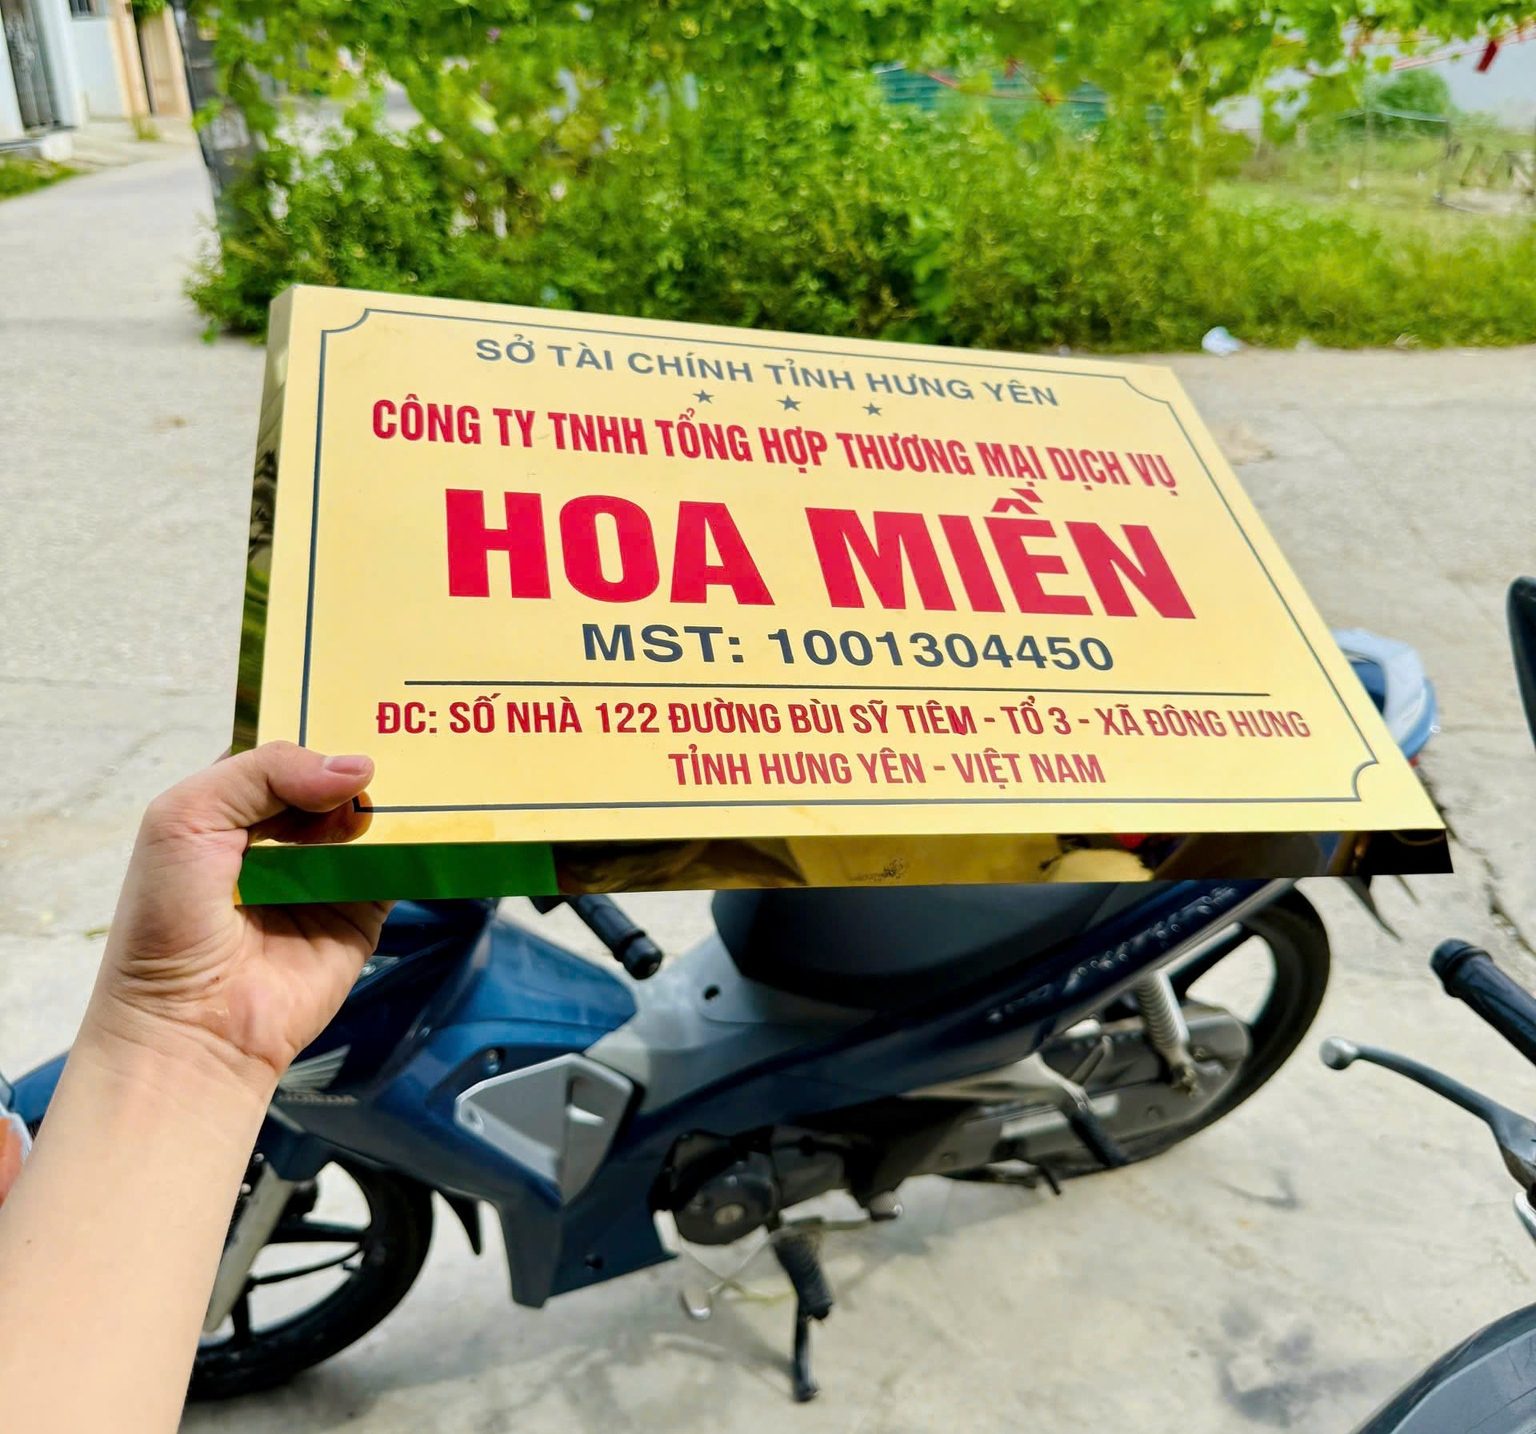 SỞ TÀI CHÍNH TỈNH HƯNG YÊN
CÔNG TY TNHH TỔNG HỢP THƯƠNG MẠI DỊCH VỤ
HOA MIỀN
MST: 1001304450
ĐC: SỐ NHÀ 122 ĐƯỜNG BÙI SỸ TIÊM - TỔ 3 - XÃ ĐÔNG HƯNG
TỈNH HƯNG YÊN - VIỆT NAM
HONDA